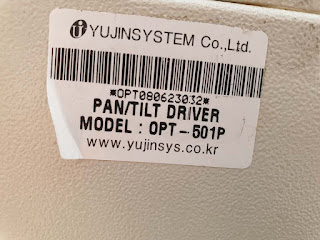 YUJINSYSTEM Co.,Ltd.
*OPT080623032*
PAN/TILT DRIVER
MODEL : OPT-501P
www.yujinsys.co.kr